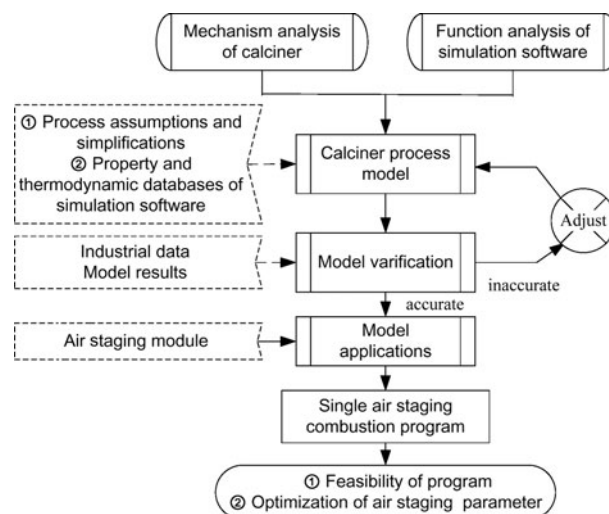 Mechanism analysis
of calciner
Function analysis of
simulation software
① Process assumptions and
simplifications
② Property and
thermodynamic databases of
simulation software
Calciner process
model
Adjust
Industrial data
Model results
Model varification
inaccurate
accurate
Air staging module
Model
applications
Single air staging
combustion program
① Feasibility of program
② Optimization of air staging parameter